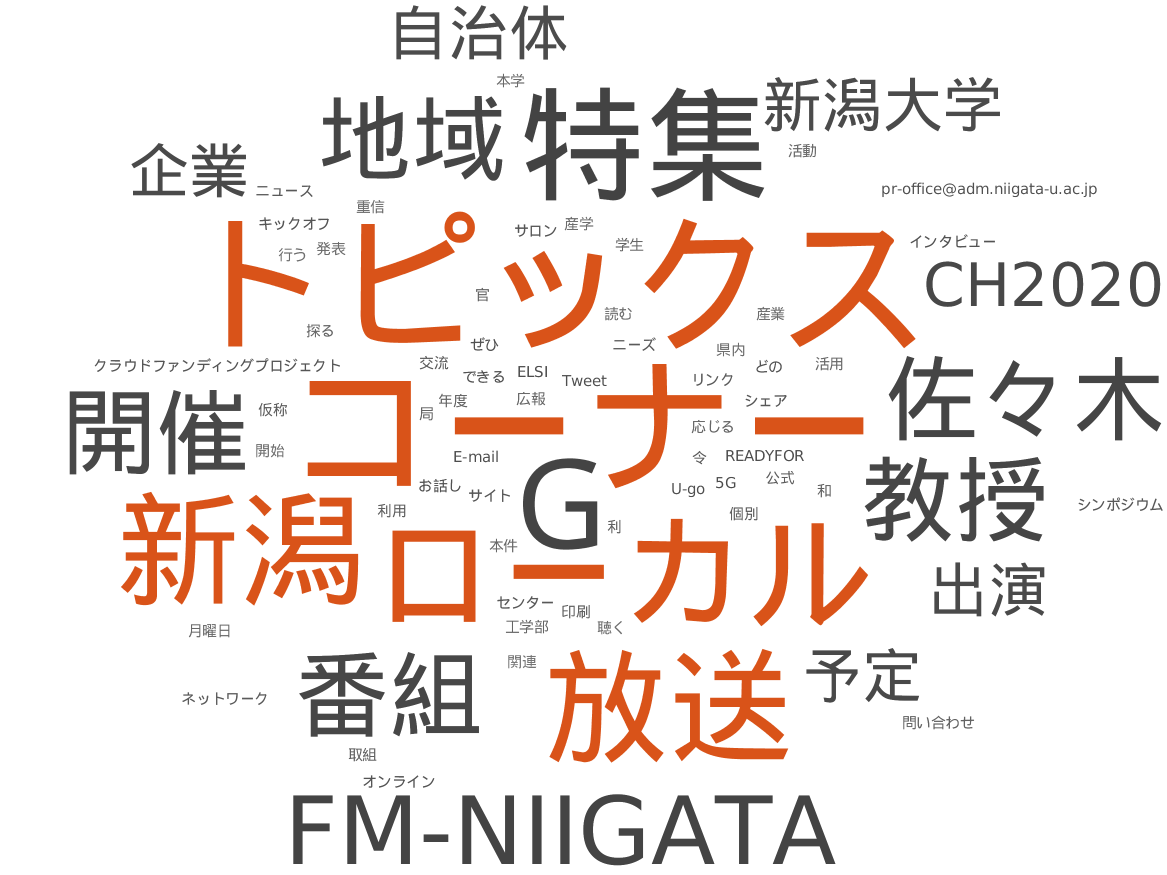 自治体
本学
地域
特集
新潟大学
企業
ニュース
活動
pr-office@adm.niigata-u.ac.jp
重信
キックオフ
サロン
産学
トピックス
行う
発表
学生
インタビュー
官
CH2020
探る
読む
産業
ぜひ
ニーズ
県内
クラウドファンディングプロジェクト
交流
できる
ELSI
Tweet
リンク
どの
活用
佐々木
開催
仮称
コーナー
局
年度
広報
シェア
応じる
開始
E-mail
令
READYFOR
お話し
サイト
G
U-go
5G
公式
和
教授
シンポジウム
新潟
利用
利
個別
ローカル
本件
出演
センター
印刷
月曜日
工学部
聴く
番組
関連
放送
予定
ネットワーク
問い合わせ
取組
オンライン
FM-NIIGATA